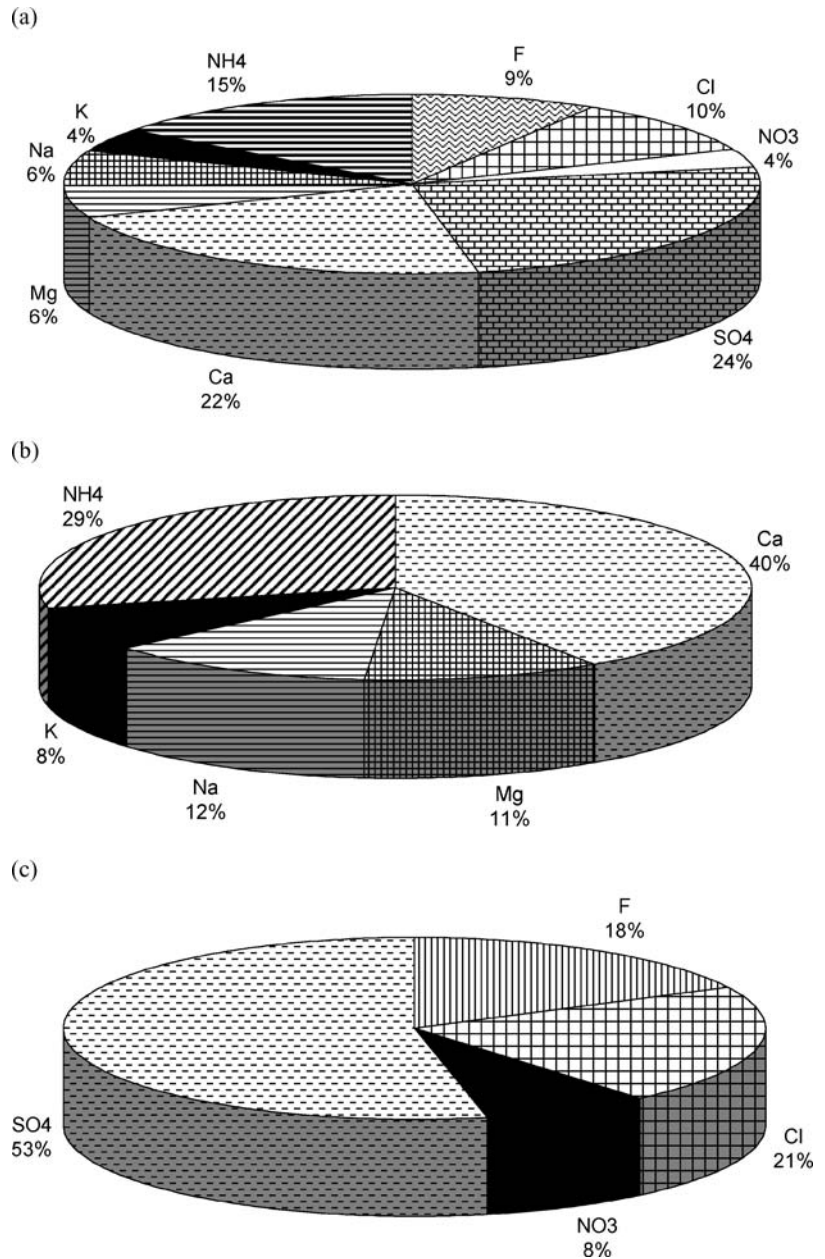 (a)
NH4
15%
F
9%
Cl
10%
NO3
4%
SO4
24%
Ca
22%
Mg
6%
Na
6%
K
4%
(b)
NH4
29%
Ca
40%
Mg
11%
Na
12%
K
8%
(c)
F
18%
Cl
21%
NO3
8%
SO4
53%